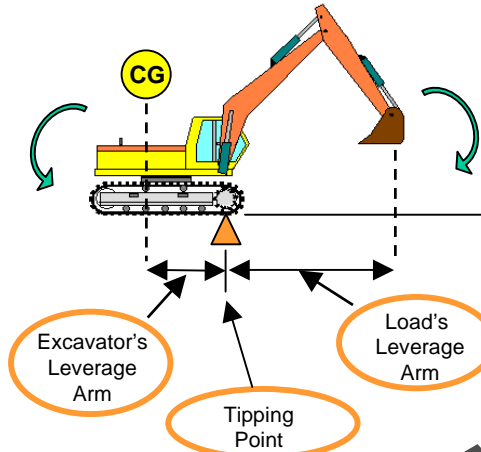 CG
Excavator's
Leverage
Arm
Load's
Leverage
Arm
Tipping
Point